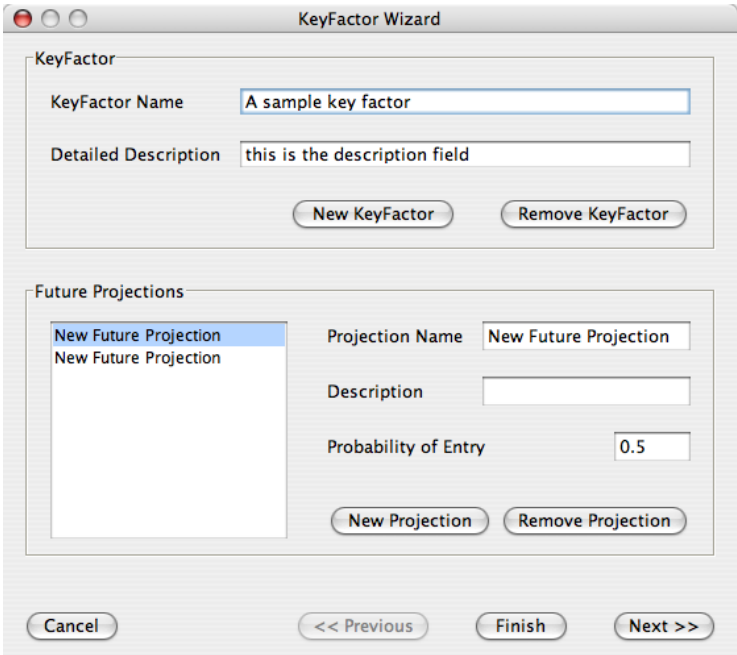 KeyFactor Wizard
KeyFactor
KeyFactor Name A sample key factor
Detailed Description this is the description field
New KeyFactor Remove KeyFactor
Future Projections
New Future Projection
New Future Projection
Projection Name New Future Projection
Description
Probability of Entry 0.5
New Projection Remove Projection
Cancel << Previous Finish Next >>